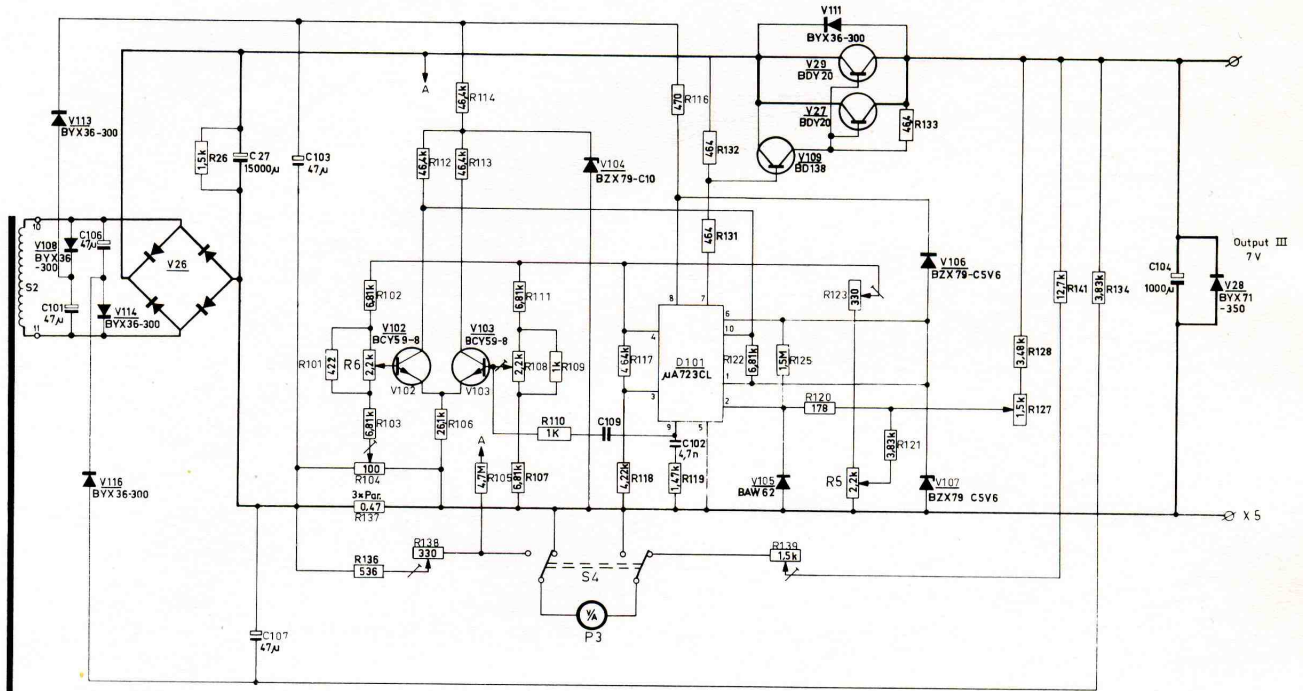 V111
BYX36-300
V29
BDY20
A
R114
46,4k
R116
470
V27
BDY20
R133
464
V113
BYX36-300
R26
1,5k
C27
15000µ
C103
47µ
R112
46,4k
R113
46,4k
V104
BZX79-C10
R132
464
V109
BD138
R131
464
10
V108
BYX36
-300
C106
47µ
V26
S2
C101
47µ
V114
BYX36-300
11
R102
6,81k
R111
6,81k
8
7
R123
330
V106
BZX79-C5V6
R141
12,7k
R134
3,83k
C104
1000µ
V28
BYX71
-350
Output III
7V
R101
422
R6
2,2k
V102
BCY59-8
V102
V103
BCY59-8
V103
R108
2,2k
R109
1k
R117
4 64k
4
D101
µA723CL
6
10
R122
6,81k
R125
1,5M
R128
3,48k
3
1
2
R120
178
R127
1,5k
R103
6,81k
R106
26,1k
R110
1K
C109
9
5
C102
4,7n
R121
3,83k
R104
100
A
R105
4,7M
R107
6,81k
R118
4,22k
R119
1,47k
V105
BAW62
R5
2,2k
V107
BZX79 C5V6
V116
BYX36-300
3xPar.
0,47
R137
X5
R138
330
R136
536
S4
R139
1,5k
V/A
P3
C107
47µ